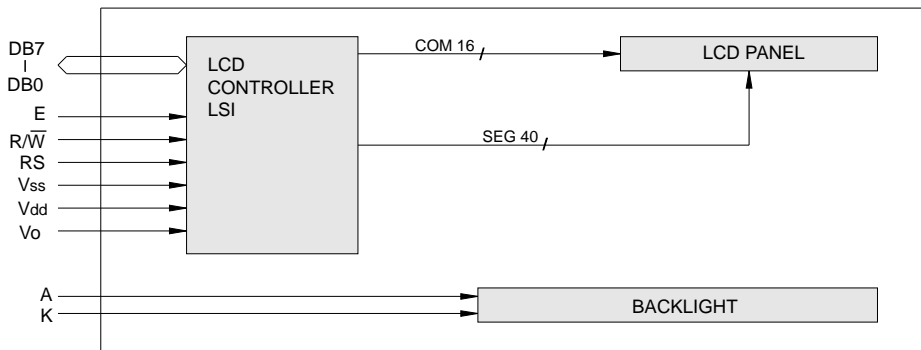 DB7
DB0
E
R/W̅
RS
Vss
Vdd
Vo
A
K
LCD
CONTROLLER
LSI
COM 16
SEG 40
LCD PANEL
BACKLIGHT